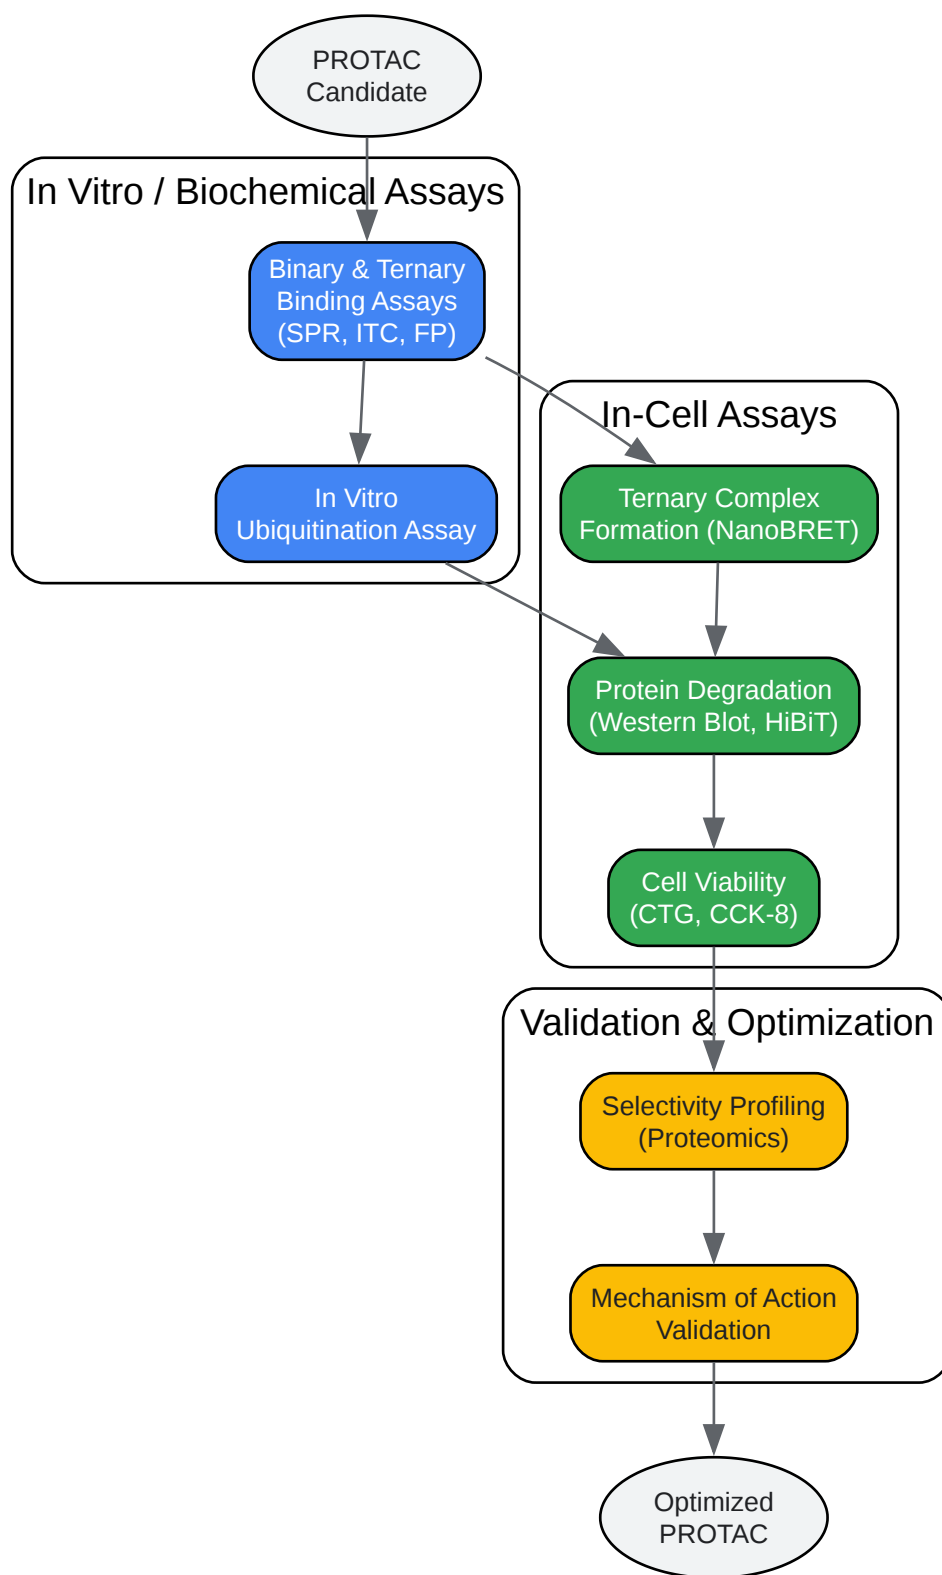 PROTAC
Candidate
In Vitro / Biochemical Assays
Binary & Ternary
Binding Assays
(SPR, ITC, FP)
In-Cell Assays
In Vitro
Ubiquitination Assay
Ternary Complex
Formation (NanoBRET)
Protein Degradation
(Western Blot, HiBiT)
Cell Viability
(CTG, CCK-8)
Validation & Optimization
Selectivity Profiling
(Proteomics)
Mechanism of Action
Validation
Optimized
PROTAC